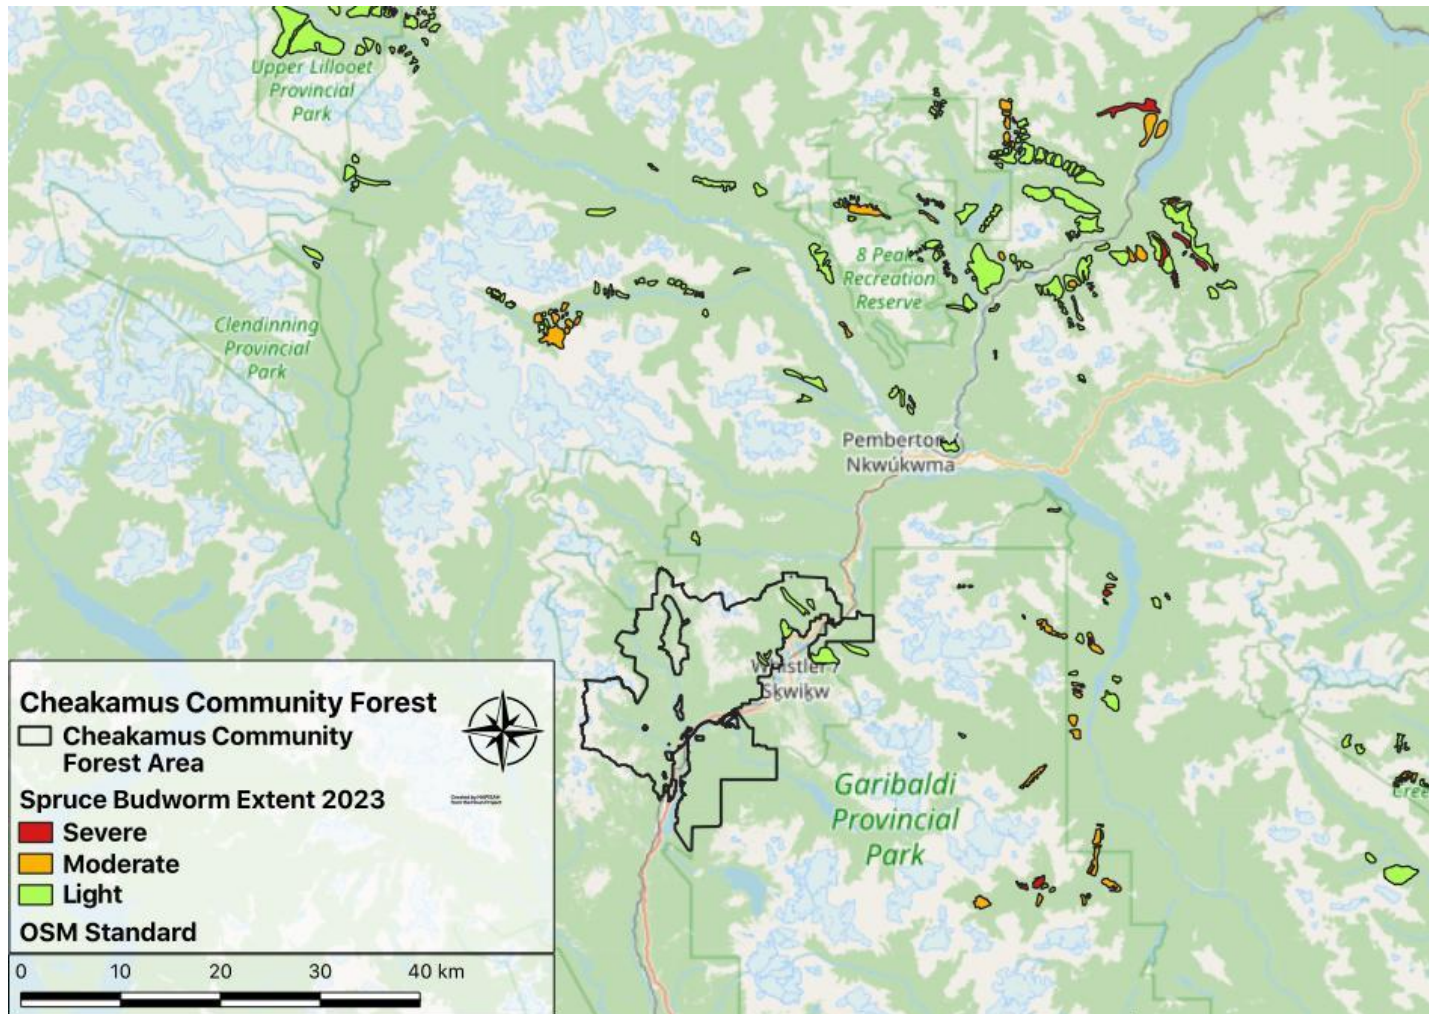 Upper Lillooet
Provincial
Park
8 Peak
Recreation
Reserve
Clendinning
Provincial
Park
Pemberton /
Nkwúkwma
Whistler /
Sḵwiḵw
Garibaldi
Provincial
Park
Cree
Cheakamus Community Forest
Cheakamus Community
Forest Area
Spruce Budworm Extent 2023
Severe
Moderate
Light
OSM Standard
0 10 20 30 40 km